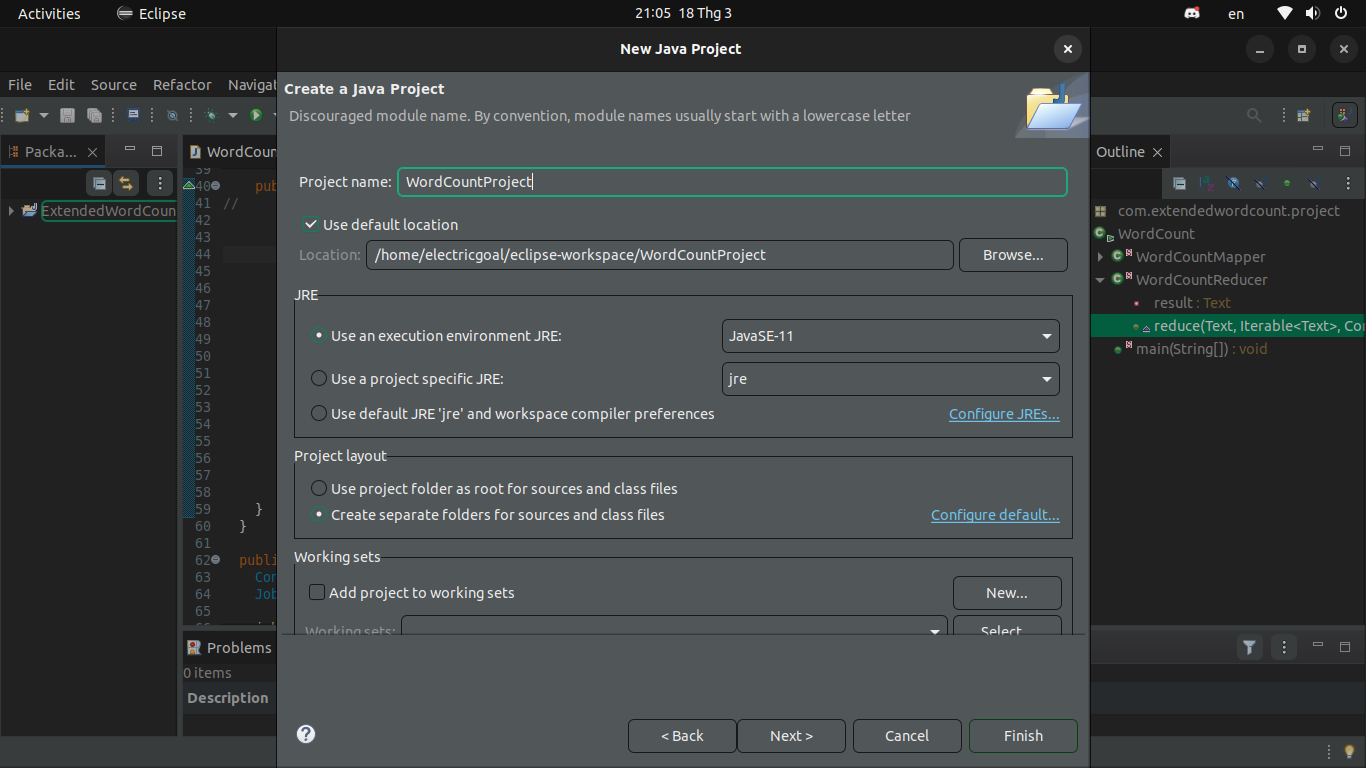 Activities Eclipse 21:05 18 Thg 3 en
New Java Project
File Edit Source Refactor Navigat
Create a Java Project
Discouraged module name. By convention, module names usually start with a lowercase letter
Packa...
WordCoun
Outline
Project name: WordCountProject
ExtendedWordCoun
Use default location
Location: /home/electricgoal/eclipse-workspace/WordCountProject Browse...
JRE
Use an execution environment JRE: JavaSE-11
Use a project specific JRE: jre
Use default JRE 'jre' and workspace compiler preferences Configure JREs...
Project layout
Use project folder as root for sources and class files
Create separate folders for sources and class files Configure default...
Working sets
Add project to working sets New...
Working sets: Select...
< Back Next > Cancel Finish
39
40 pub
41 //
42
43
44
45
46
47
48
49
50
51
52
53
54
55
56
57
58
59 }
60 }
61
62 publi
63 Con
64 Job
65
com.extendedwordcount.project
WordCount
WordCountMapper
WordCountReducer
result : Text
reduce(Text, Iterable<Text>, Con
main(String[]) : void
Problems
0 items
Description